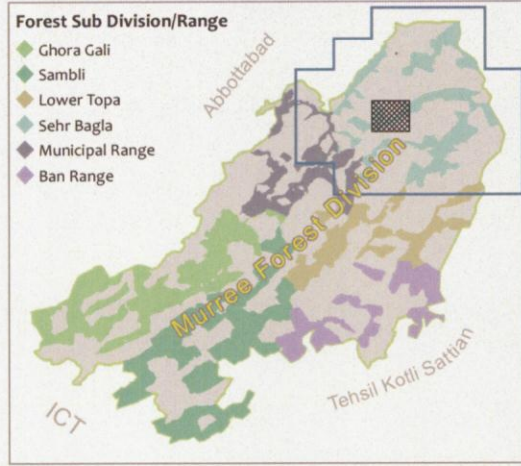 Forest Sub Division/Range
Ghora Gali
Sambli
Lower Topa
Sehr Bagla
Municipal Range
Ban Range
Abbottabad
Murree Forest Division
Tehsil Kotli Sattian
ICT